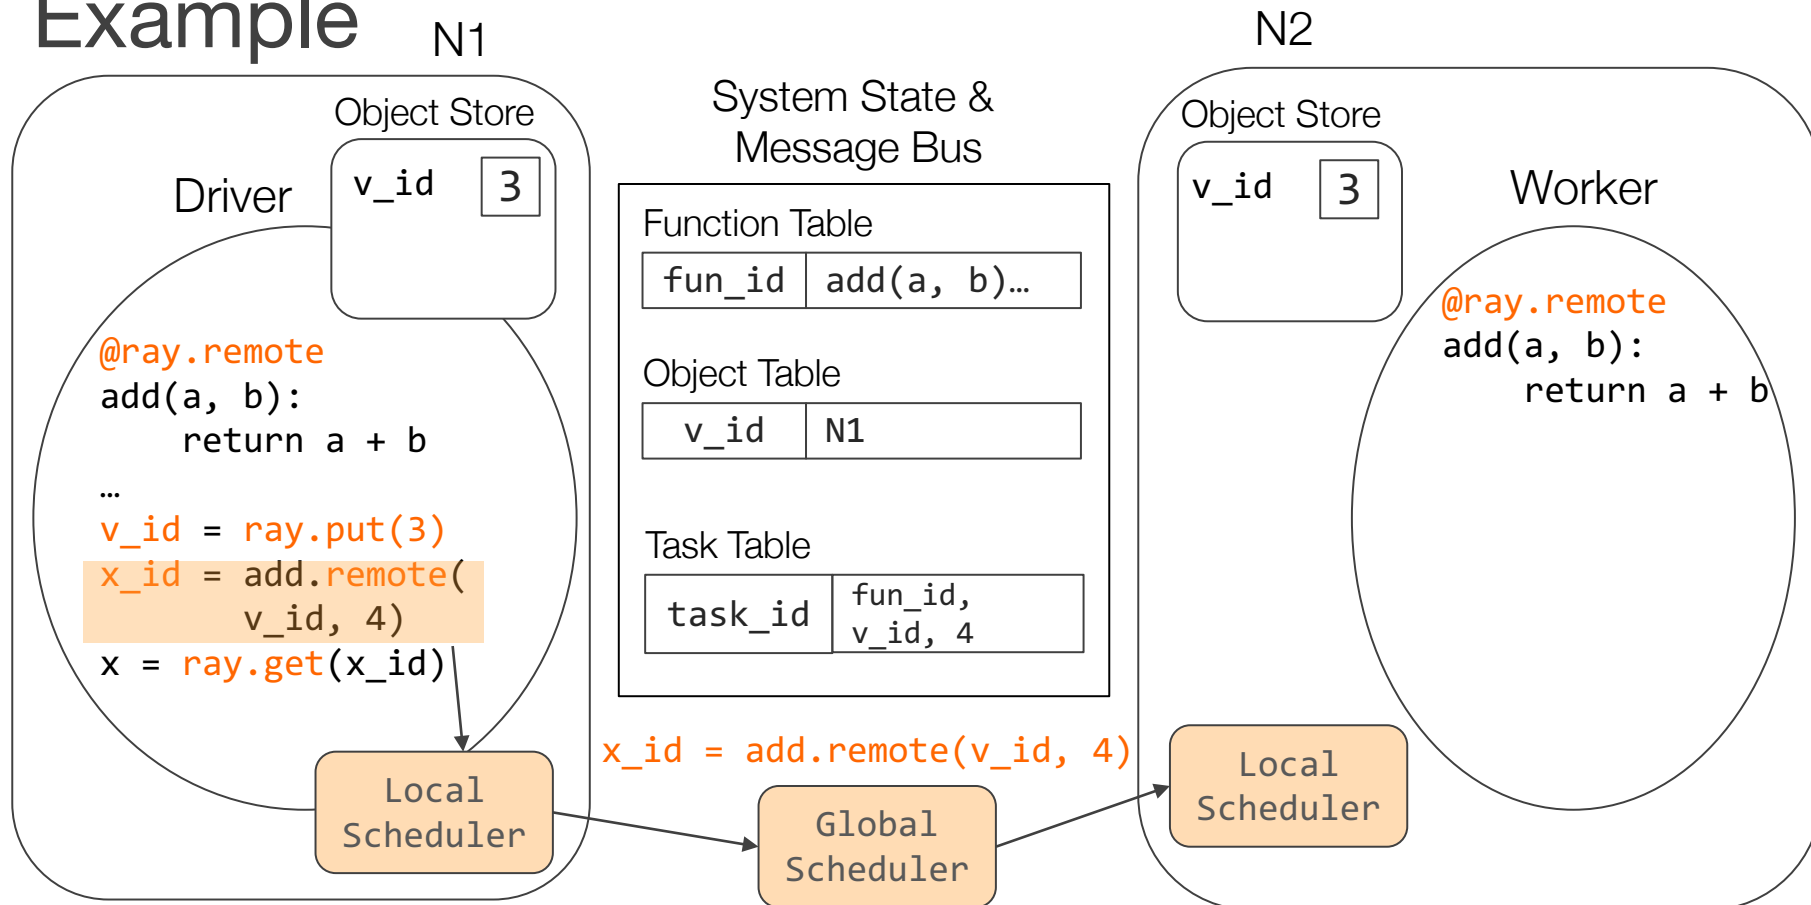 Example
N1
N2
Object Store
v_id 3
Driver
@ray.remote
add(a, b):
    return a + b
…
v_id = ray.put(3)
x_id = add.remote(
        v_id, 4)
x = ray.get(x_id)
Local
Scheduler
System State &
Message Bus
Function Table
fun_id add(a, b)…
Object Table
v_id N1
Task Table
task_id fun_id,
v_id, 4
x_id = add.remote(v_id, 4)
Global
Scheduler
Object Store
v_id 3
Worker
@ray.remote
add(a, b):
    return a + b
Local
Scheduler